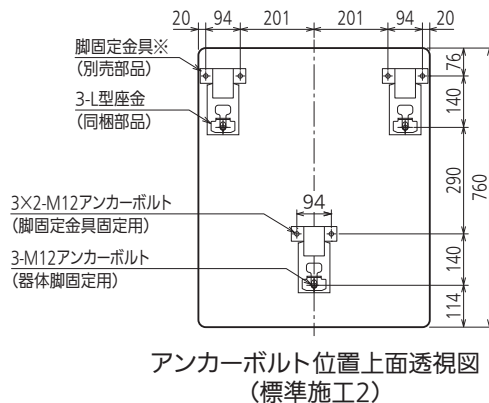 20 94 201 201 94 20
脚固定金具※
(別売部品)
3-L型座金
(同梱部品)
76
140
290
760
3×2-M12アンカーボルト
(脚固定金具固定用)
94
3-M12アンカーボルト
(器体脚固定用)
140
114
アンカーボルト位置上面透視図
(標準施工2)